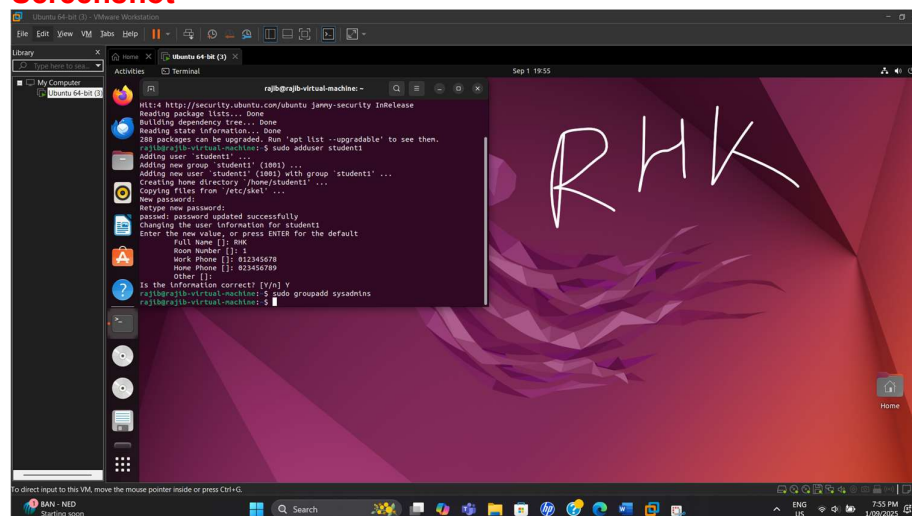 Screenshot
Ubuntu 64-bit (3) - VMware Workstation
File Edit View VM Tabs Help
Library
Home
Ubuntu 64-bit (3)
Type here to sea...
My Computer
Ubuntu 64-bit (3)
Activities
Terminal
Sep 1 19:55
rajib@rajib-virtual-machine: ~
Hit:4 http://security.ubuntu.com/ubuntu jammy-security InRelease
Reading package lists... Done
Building dependency tree... Done
Reading state information... Done
288 packages can be upgraded. Run 'apt list --upgradable' to see them.
rajib@rajib-virtual-machine:~$ sudo adduser student1
Adding user `student1' ...
Adding new group `student1' (1001) ...
Adding new user `student1' (1001) with group `student1' ...
Creating home directory `/home/student1' ...
Copying files from `/etc/skel' ...
New password:
Retype new password:
passwd: password updated successfully
Changing the user information for student1
Enter the new value, or press ENTER for the default
Full Name []: RHK
Room Number []: 1
Work Phone []: 012345678
Home Phone []: 023456789
Other []:
Is the information correct? [Y/n] Y
rajib@rajib-virtual-machine:~$ sudo groupadd sysadmins
rajib@rajib-virtual-machine:~$
RHK
Home
To direct input to this VM, move the mouse pointer inside or press Ctrl+G.
BAN - NED
Starting soon
Search
ENG
US
7:55 PM
1/09/2025